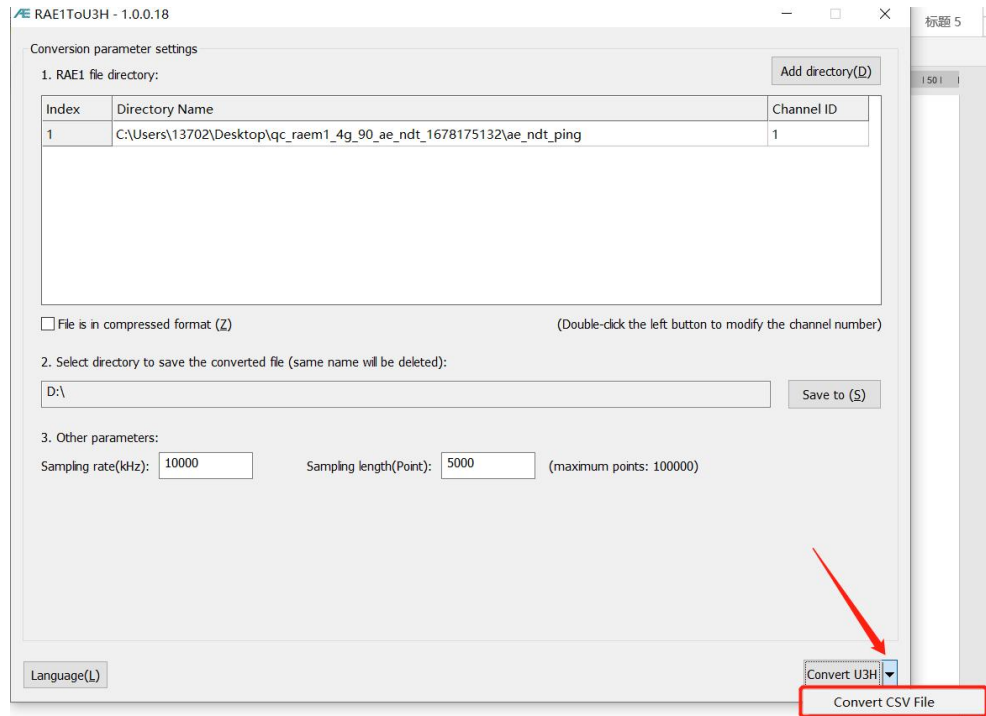 RAE1ToU3H - 1.0.0.18
标题 5
Conversion parameter settings
1. RAE1 file directory:
Add directory(D)
| 50 |
Index Directory Name Channel ID
1 C:\Users\13702\Desktop\qc_raem1_4g_90_ae_ndt_1678175132\ae_ndt_ping 1
File is in compressed format (Z)
(Double-click the left button to modify the channel number)
2. Select directory to save the converted file (same name will be deleted):
D:\
Save to (S)
3. Other parameters:
Sampling rate(kHz): 10000 Sampling length(Point): 5000 (maximum points: 100000)
Language(L)
Convert U3H
Convert CSV File